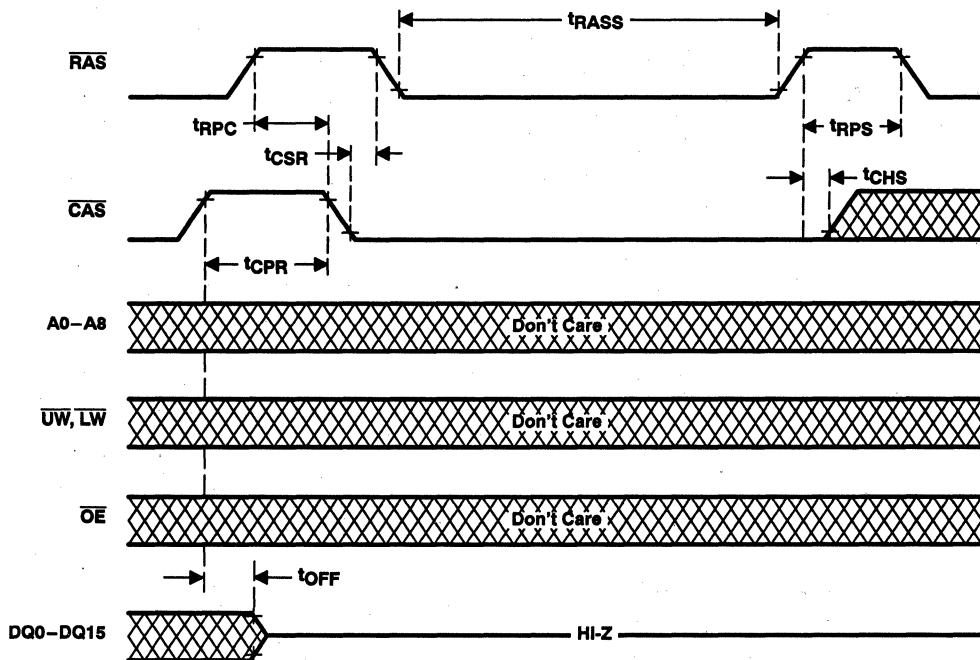 tRASS
RAS
tRPC
tRPS
tCSR
tCHS
CAS
tCPR
A0–A8 Don't Care
UW, LW Don't Care
OE Don't Care
tOFF
DQ0–DQ15 HI-Z